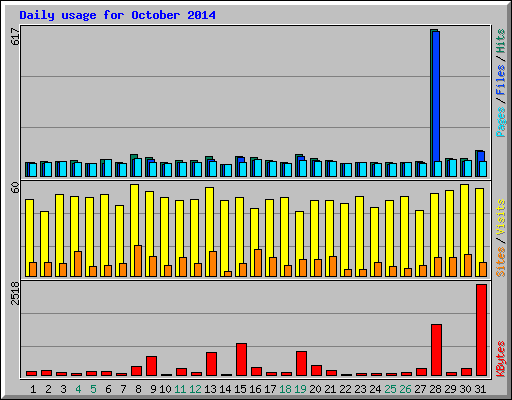 Daily usage for October 2014
617
Pages / Files / Hits
60
Sites / Visits
2518
KBytes
1 2 3 4 5 6 7 8 9 10 11 12 13 14 15 16 17 18 19 20 21 22 23 24 25 26 27 28 29 30 31